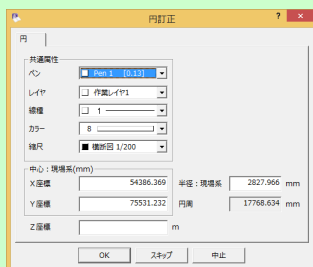 円訂正
? ×
円
共通属性
ペン Pen 1 [0.13]
レイヤ 作業レイヤ1
線種 1
カラー 8
縮尺 横断図 1/200
中心：現場系(mm)
X座標 54386.369 半径：現場系 2827.966 mm
Y座標 75531.232 円周 17768.634 mm
Z座標 m
OK スキップ 中止